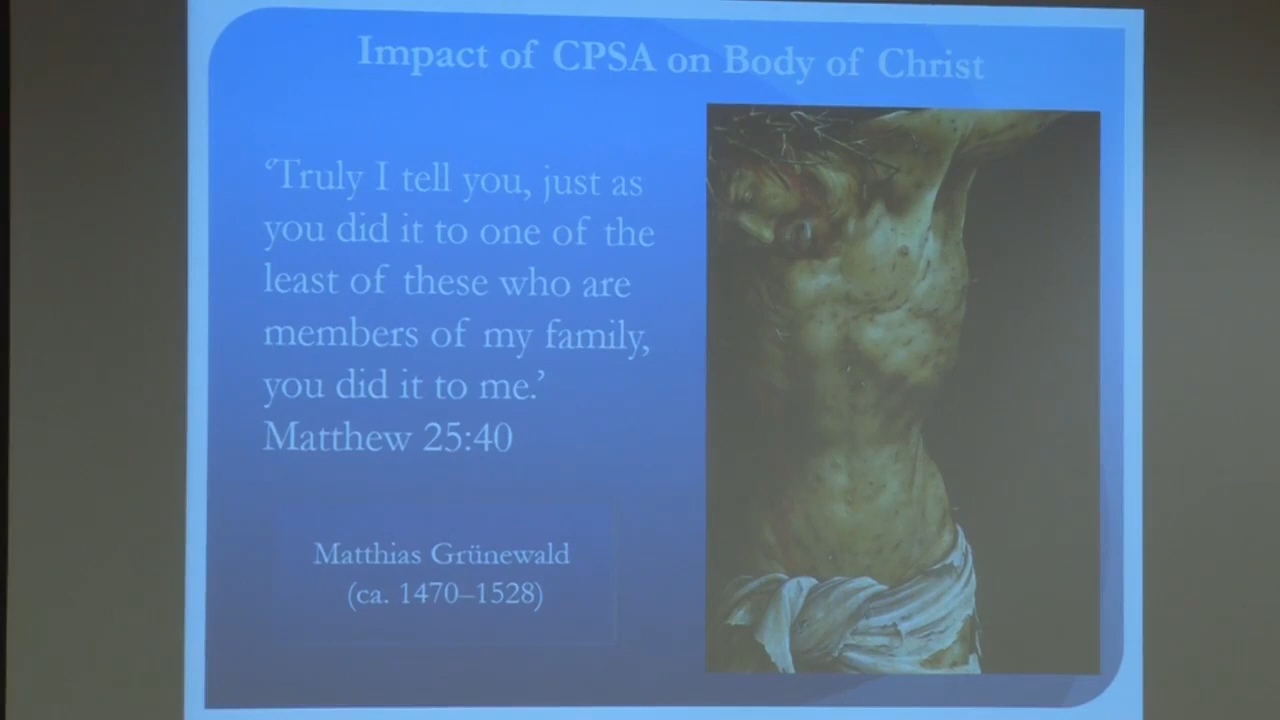 Impact of CPSA on Body of Christ
‘Truly I tell you, just as
you did it to one of the
least of these who are
members of my family,
you did it to me.’
Matthew 25:40
Matthias Grünewald
(ca. 1470–1528)